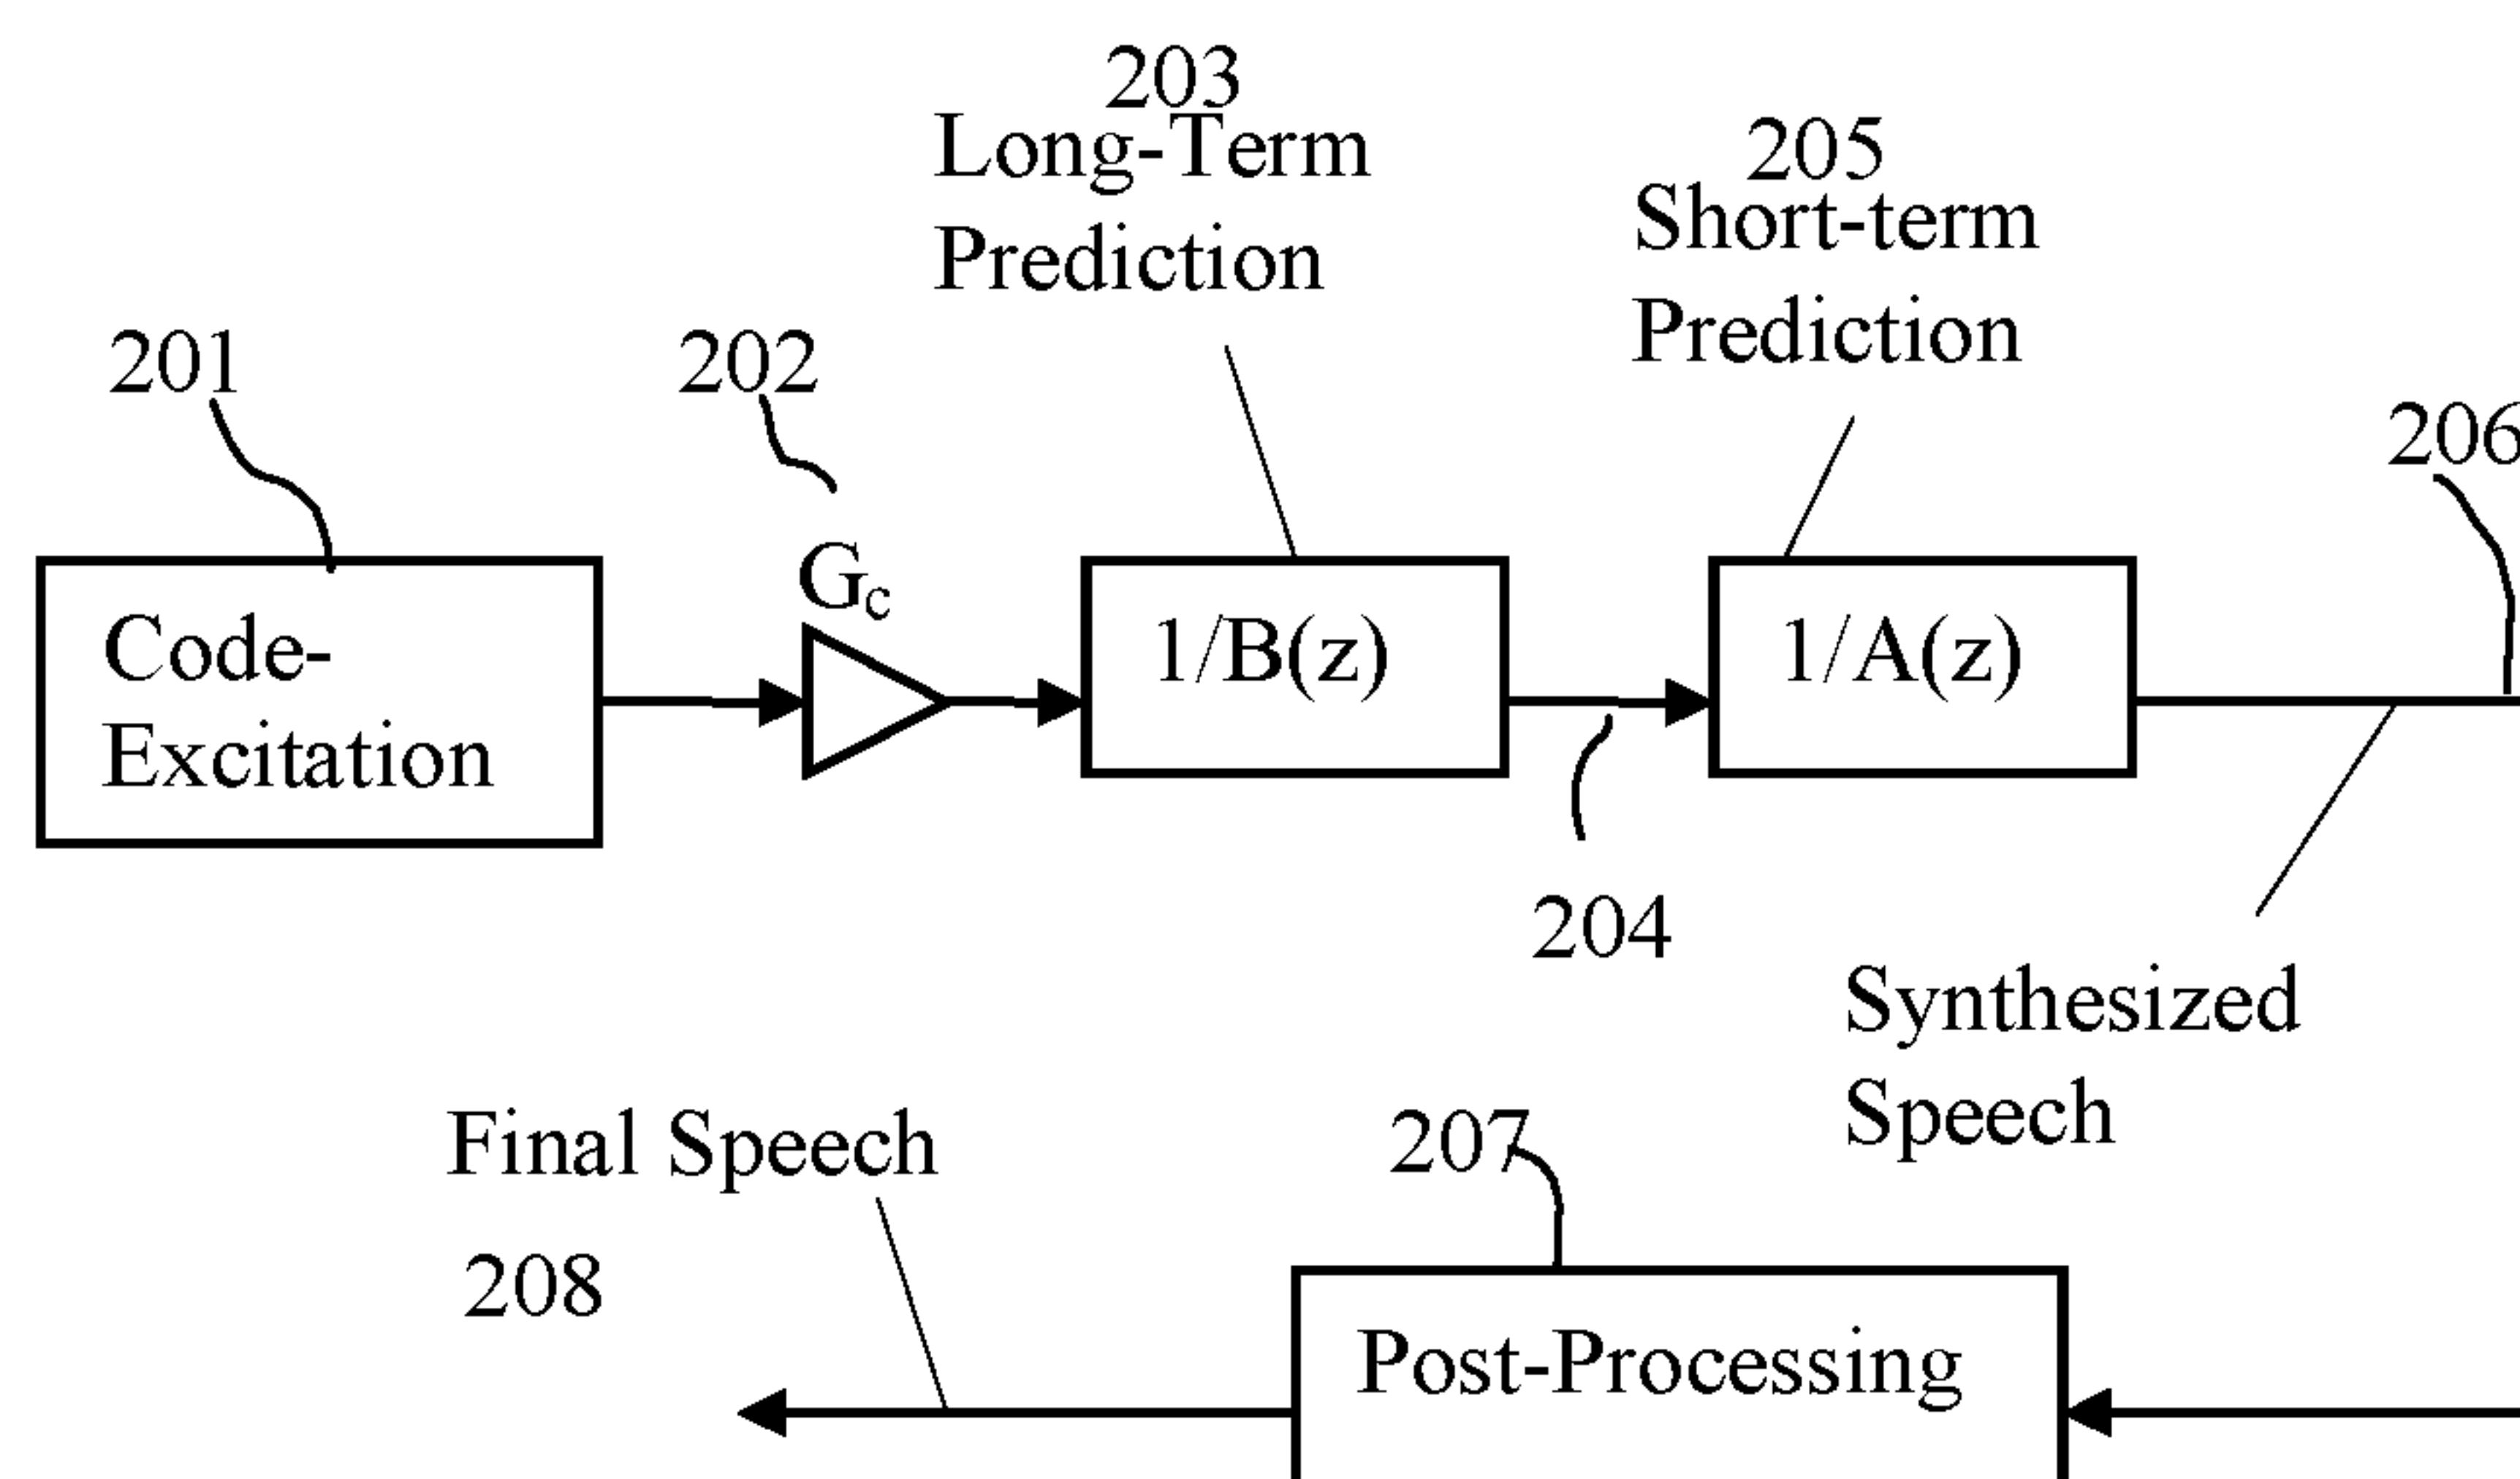 203
Long-Term
Prediction
205
Short-term
Prediction
201
202
206
Gc
Code-
Excitation
1/B(z)
1/A(z)
204
Synthesized
Speech
Final Speech
207
208
Post-Processing